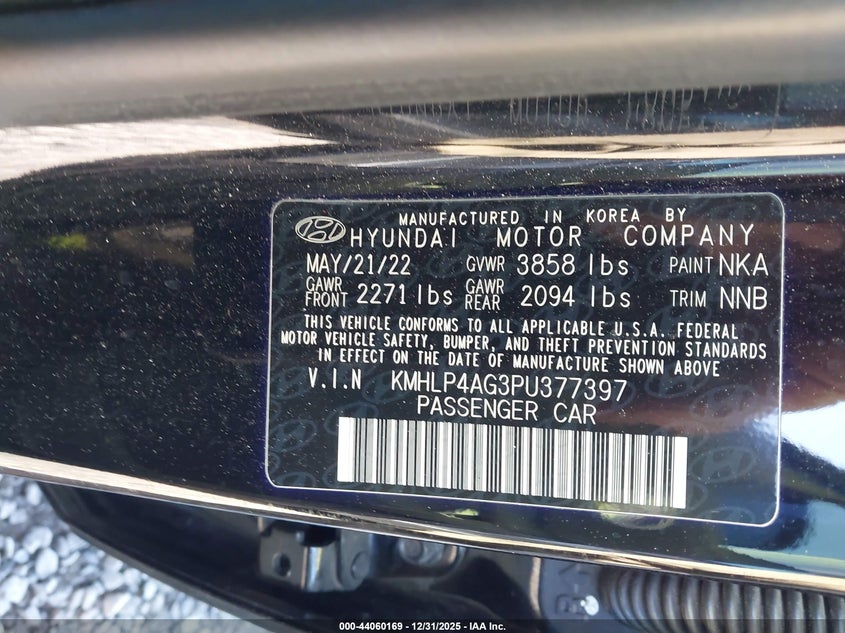 MANUFACTURED IN KOREA BY
HYUNDAI MOTOR COMPANY
MAY/21/22 GVWR 3858 lbs PAINT NKA
GAWR FRONT 2271 lbs GAWR REAR 2094 lbs TRIM NNB
THIS VEHICLE CONFORMS TO ALL APPLICABLE U.S.A. FEDERAL
MOTOR VEHICLE SAFETY, BUMPER, AND THEFT PREVENTION STANDARDS
IN EFFECT ON THE DATE OF MANUFACTURE SHOWN ABOVE
V.I.N KMHLP4AG3PU377397
PASSENGER CAR
000-44060169 - 12/31/2025 - IAA Inc.